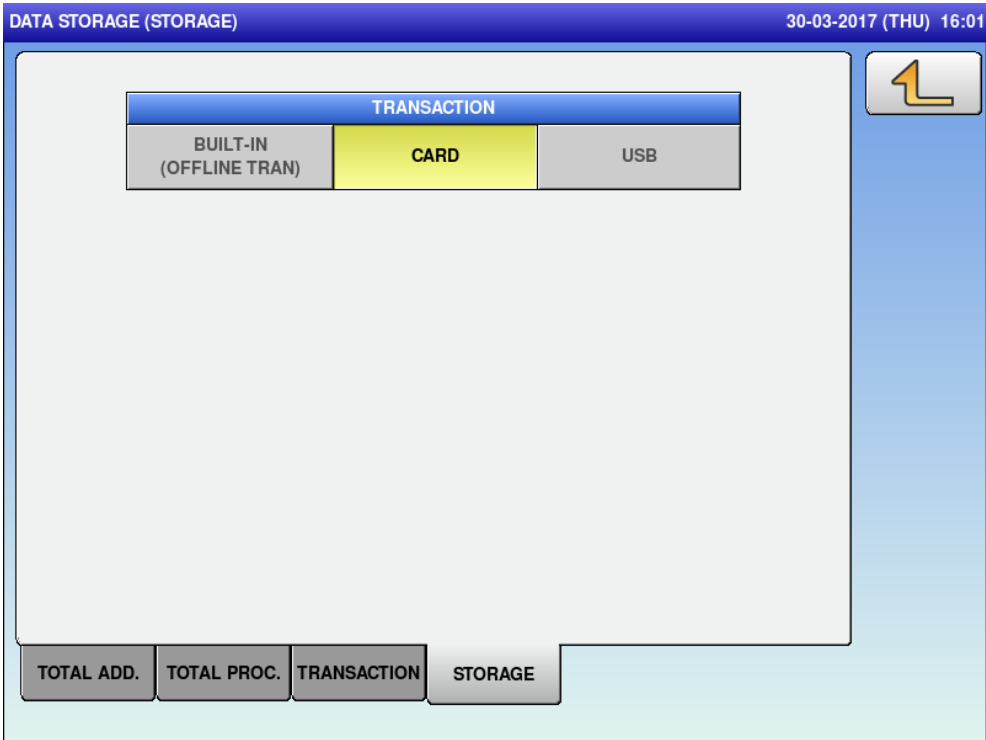 DATA STORAGE (STORAGE) 30-03-2017 (THU) 16:01
TRANSACTION
BUILT-IN
(OFFLINE TRAN)
CARD
USB
TOTAL ADD. TOTAL PROC. TRANSACTION STORAGE